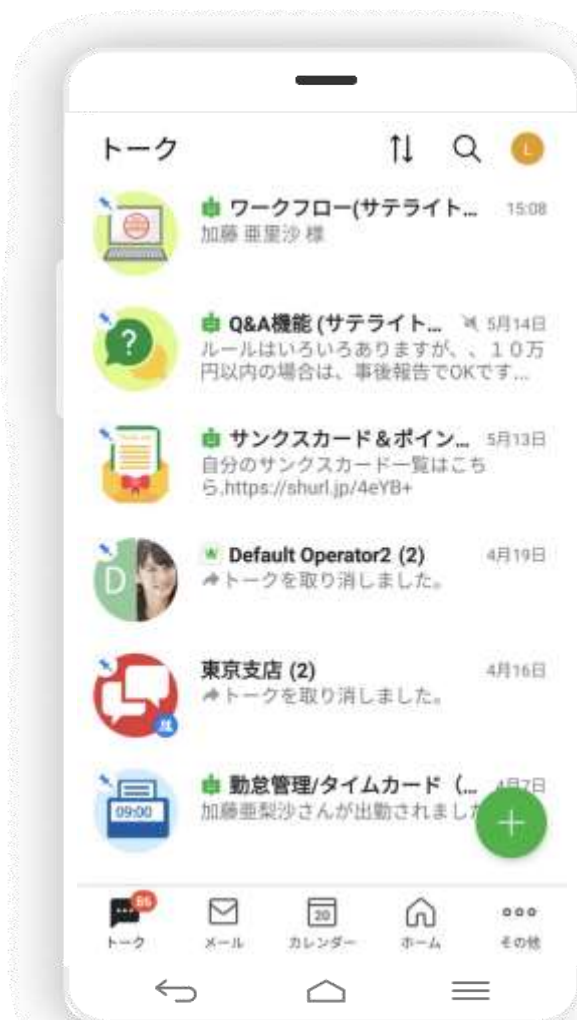 トーク
L
ワークフロー(サテライト...
15:08
加藤 亜里沙 様
?
Q&A機能 (サテライト...
5月14日
ルールはいろいろありますが、、１０万
円以内の場合は、事後報告でOKです...
サンクスカード＆ポイン...
5月13日
自分のサンクスカード一覧はこち
ら.https://shurl.jp/4eYB+
D
W
Default Operator2 (2)
4月19日
トークを取り消しました。
東京支店 (2)
4月16日
トークを取り消しました。
09:00
勤怠管理/タイムカード（...
4月7日
加藤亜梨沙さんが出勤されまし
86
20
トーク
メール
カレンダー
ホーム
その他